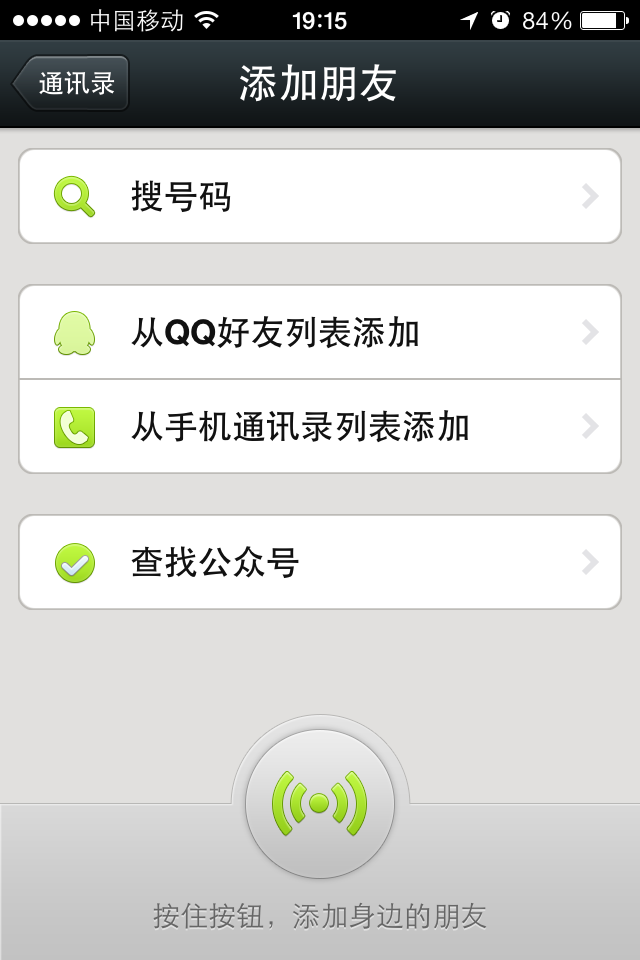 中国移动 19:15 84%
通讯录 添加朋友
搜号码
从QQ好友列表添加
从手机通讯录列表添加
查找公众号
按住按钮，添加身边的朋友